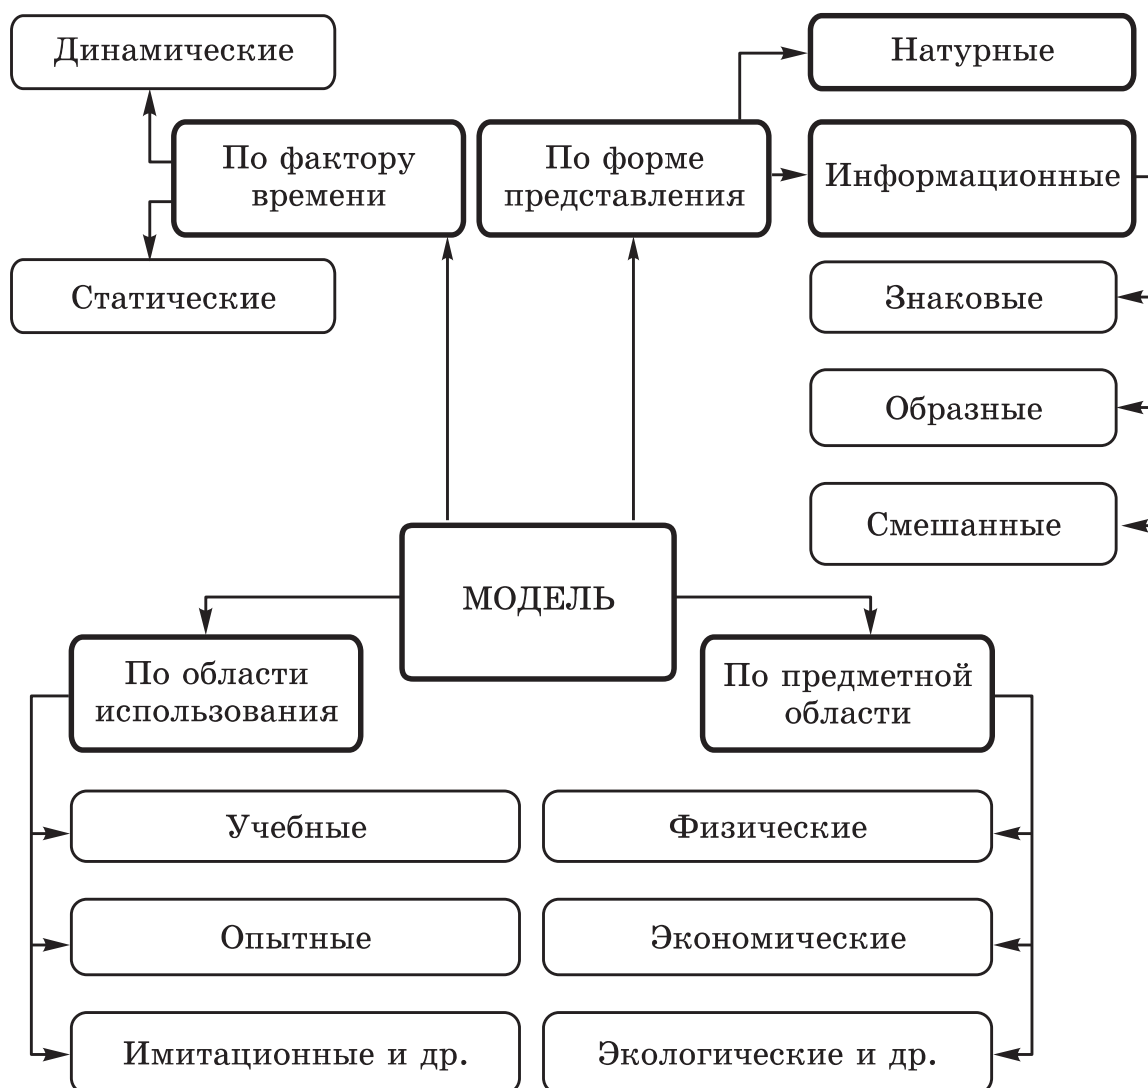 Динамические
По фактору
времени
Статические
По форме
представления
Натурные
Информационные
Знаковые
Образные
Смешанные
МОДЕЛЬ
По области
использования
Учебные
Опытные
Имитационные и др.
По предметной
области
Физические
Экономические
Экологические и др.